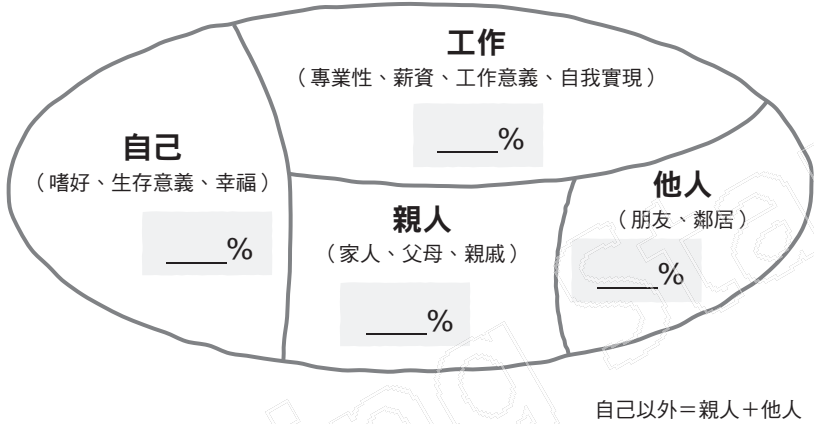 工作
（專業性、薪資、工作意義、自我實現）
____%
自己
（嗜好、生存意義、幸福）
____%
親人
（家人、父母、親戚）
____%
他人
（朋友、鄰居）
____%
自己以外＝親人＋他人